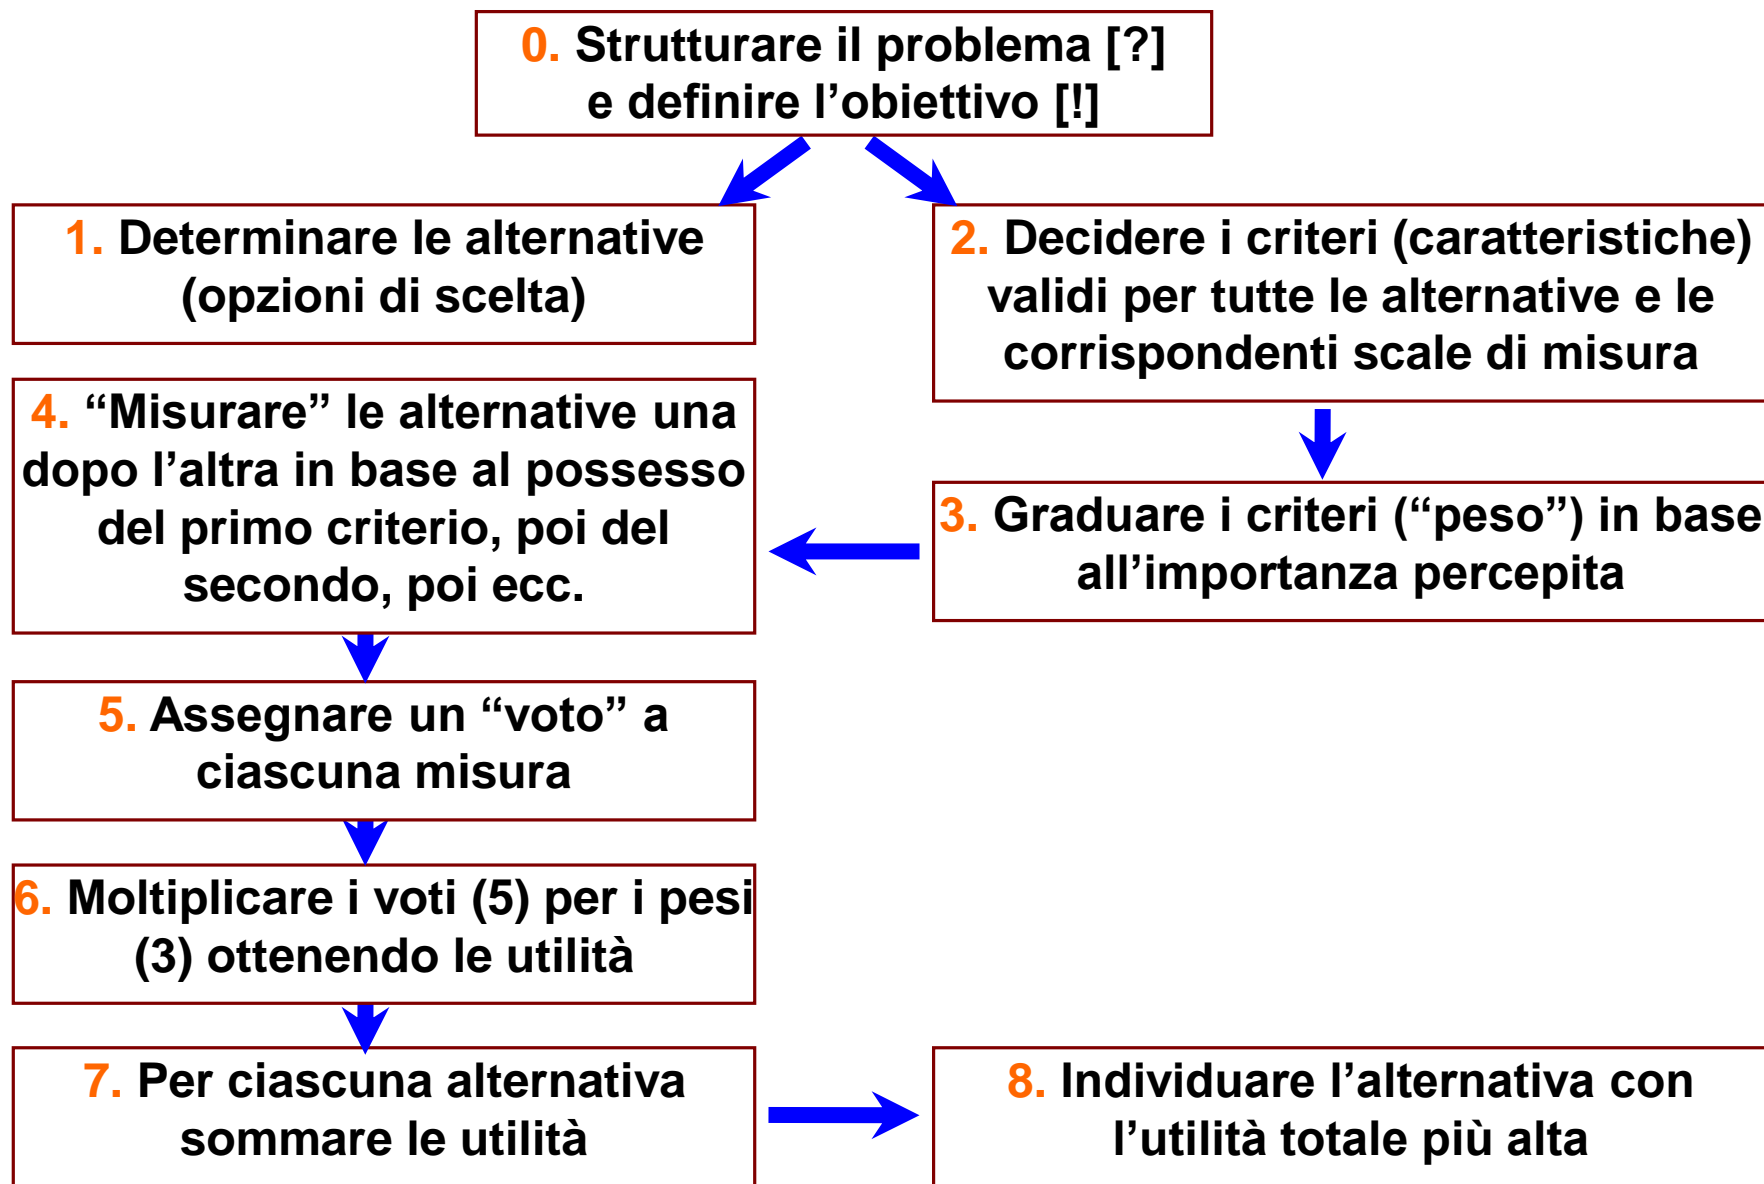 0. Strutturare il problema [?]
e definire l’obiettivo [!]
1. Determinare le alternative
(opzioni di scelta)
2. Decidere i criteri (caratteristiche)
validi per tutte le alternative e le
corrispondenti scale di misura
3. Graduare i criteri (“peso”) in base
all’importanza percepita
4. “Misurare” le alternative una
dopo l’altra in base al possesso
del primo criterio, poi del
secondo, poi ecc.
5. Assegnare un “voto” a
ciascuna misura
6. Moltiplicare i voti (5) per i pesi
(3) ottenendo le utilità
7. Per ciascuna alternativa
sommare le utilità
8. Individuare l’alternativa con
l’utilità totale più alta